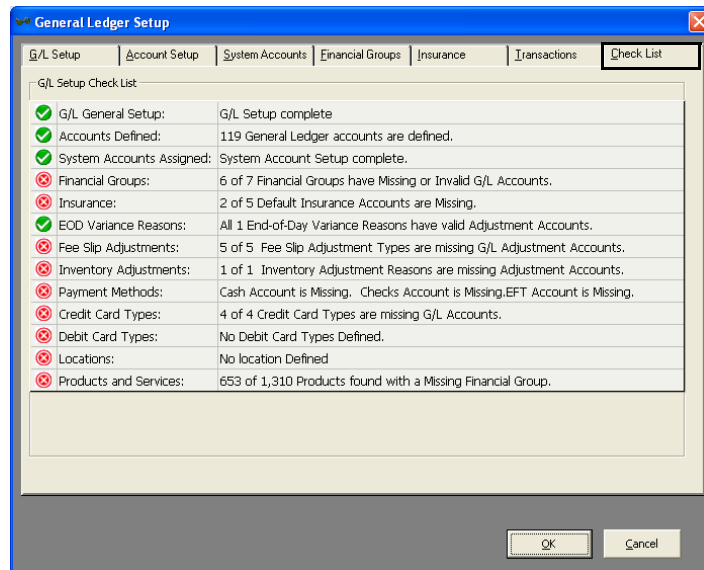 General Ledger Setup
G/L Setup Account Setup System Accounts Financial Groups Insurance Transactions Check List
G/L Setup Check List
G/L General Setup: G/L Setup complete
Accounts Defined: 119 General Ledger accounts are defined.
System Accounts Assigned: System Account Setup complete.
Financial Groups: 6 of 7 Financial Groups have Missing or Invalid G/L Accounts.
Insurance: 2 of 5 Default Insurance Accounts are Missing.
EOD Variance Reasons: All 1 End-of-Day Variance Reasons have valid Adjustment Accounts.
Fee Slip Adjustments: 5 of 5 Fee Slip Adjustment Types are missing G/L Adjustment Accounts.
Inventory Adjustments: 1 of 1 Inventory Adjustment Reasons are missing Adjustment Accounts.
Payment Methods: Cash Account is Missing. Checks Account is Missing.EFT Account is Missing.
Credit Card Types: 4 of 4 Credit Card Types are missing G/L Accounts.
Debit Card Types: No Debit Card Types Defined.
Locations: No location Defined
Products and Services: 653 of 1,310 Products found with a Missing Financial Group.
OK Cancel